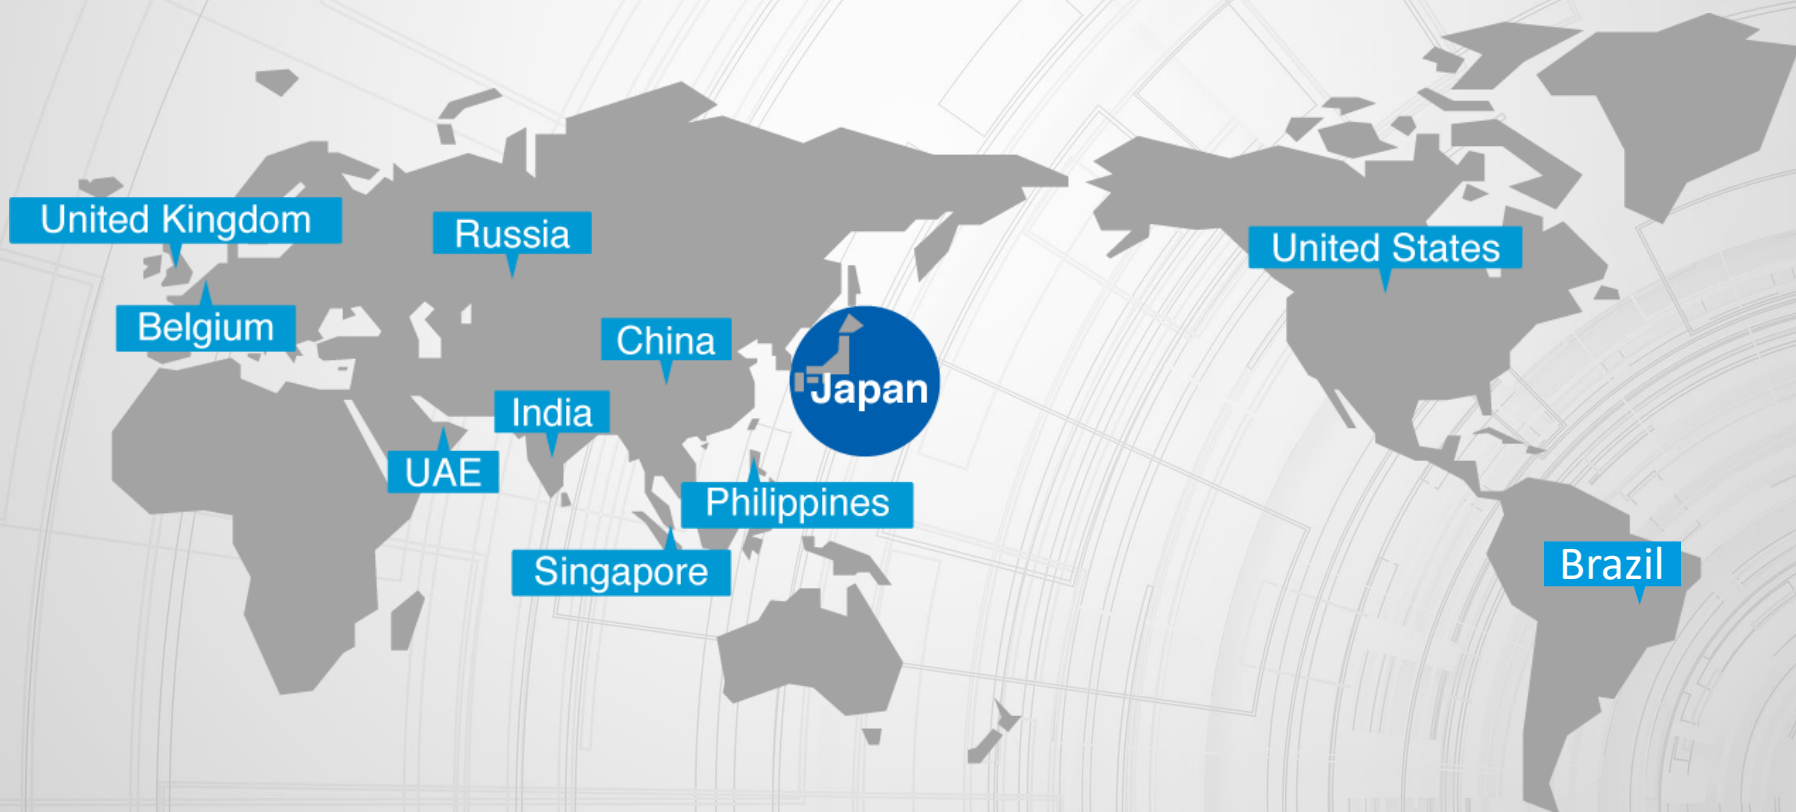 United Kingdom
Russia
United States
Belgium
China
Japan
India
UAE
Philippines
Singapore
Brazil